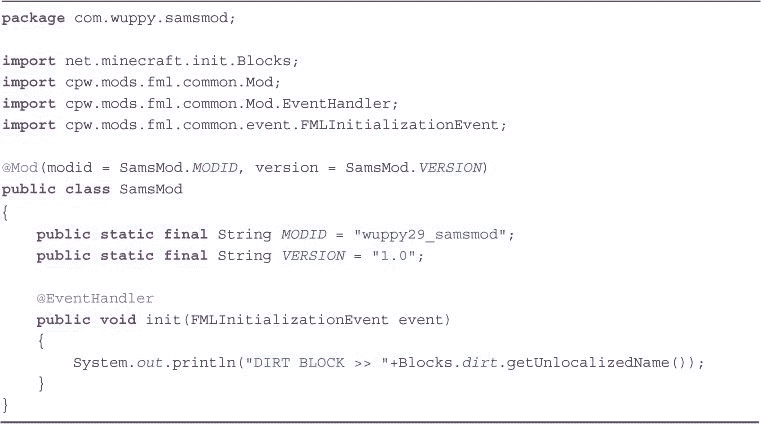 package com.wuppy.samsmod;
import net.minecraft.init.Blocks;
import cpw.mods.fml.common.Mod;
import cpw.mods.fml.common.Mod.EventHandler;
import cpw.mods.fml.common.event.FMLInitializationEvent;
@Mod(modid = SamsMod.MODID, version = SamsMod.VERSION)
public class SamsMod
{
    public static final String MODID = "wuppy29_samsmod";
    public static final String VERSION = "1.0";
    @EventHandler
    public void init(FMLInitializationEvent event)
    {
        System.out.println("DIRT BLOCK >> "+Blocks.dirt.getUnlocalizedName());
    }
}